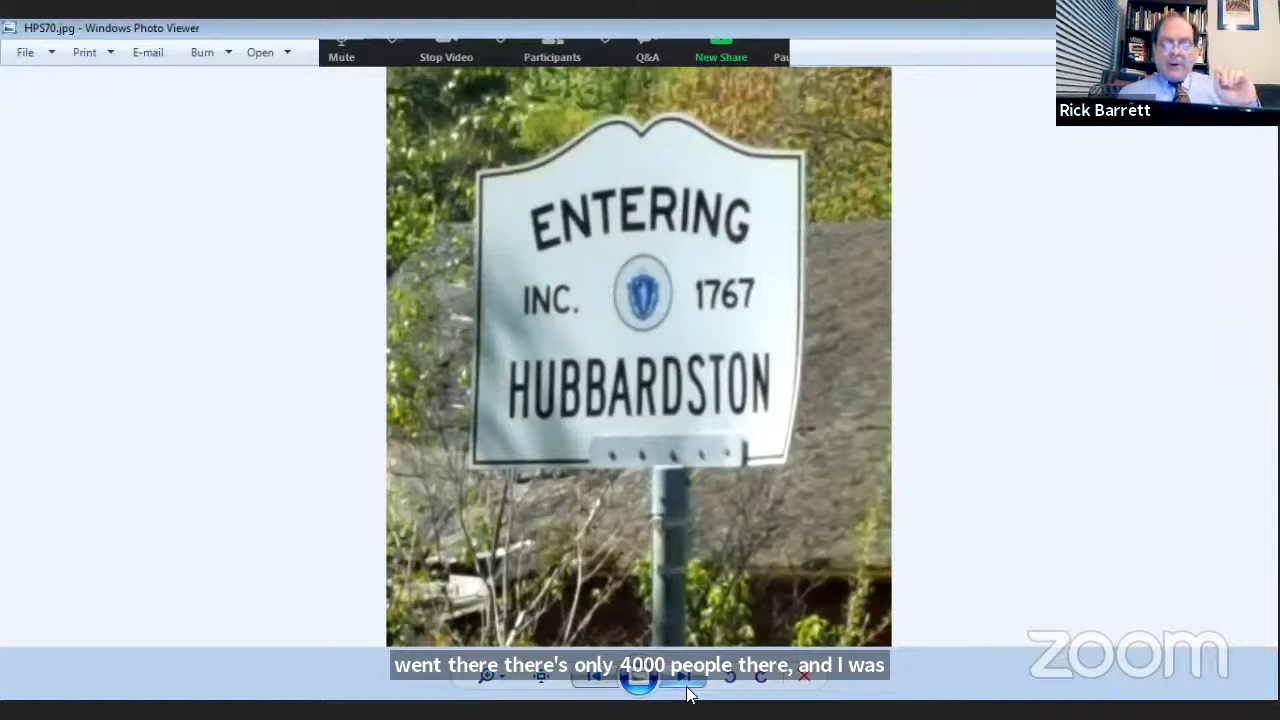 HPS70.jpg - Windows Photo Viewer
File Print E-mail Burn Open
Mute Stop Video Participants Q&A New Share
Rick Barrett
ENTERING
INC. 1767
HUBBARDSTON
went there there's only 4000 people there, and I was
zoom